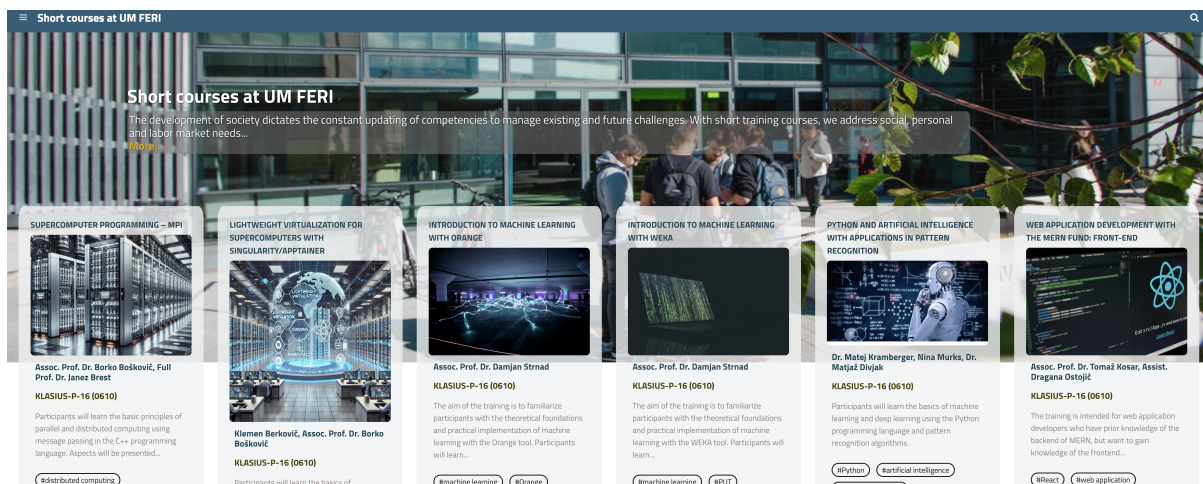 Short courses at UM FERI
Short courses at UM FERI
The development of society dictates the constant updating of competencies to manage existing and future challenges. With short training courses, we address social, personal
and labor market needs...
More...
SUPERCOMPUTER PROGRAMMING – MPI
Assoc. Prof. Dr. Borko Bošković, Full
Prof. Dr. Janez Brest
KLASIUS-P-16 (0610)
Participants will learn the basic principles of
parallel and distributed computing using
message passing in the C++ programming
language. Aspects will be presented...
#distributed computing
LIGHTWEIGHT VIRTUALIZATION FOR
SUPERCOMPUTERS WITH
SINGULARITY/APPTAINER
Klemen Berkovič, Assoc. Prof. Dr. Borko
Bošković
KLASIUS-P-16 (0610)
Participants will learn the basics of
INTRODUCTION TO MACHINE LEARNING
WITH ORANGE
Assoc. Prof. Dr. Damjan Strnad
KLASIUS-P-16 (0610)
The aim of the training is to familiarize
participants with the theoretical foundations
and practical implementation of machine
learning with the Orange tool. Participants
will learn...
#machine learning #Orange
INTRODUCTION TO MACHINE LEARNING
WITH WEKA
Assoc. Prof. Dr. Damjan Strnad
KLASIUS-P-16 (0610)
The aim of the training is to familiarize
participants with the theoretical foundations
and practical implementation of machine
learning with the WEKA tool. Participants will
learn...
#machine learning #PUT
PYTHON AND ARTIFICIAL INTELLIGENCE
WITH APPLICATIONS IN PATTERN
RECOGNITION
Dr. Matej Kramberger, Nina Murks, Dr.
Matjaž Divjak
KLASIUS-P-16 (0610)
Participants will learn the basics of machine
learning and deep learning using the Python
programming language and pattern
recognition algorithms.
#Python #artificial intelligence
WEB APPLICATION DEVELOPMENT WITH
THE MERN FUND: FRONT-END
Assoc. Prof. Dr. Tomaž Kosar, Assist.
Dragana Ostojić
KLASIUS-P-16 (0610)
The training is intended for web application
developers who have prior knowledge of the
backend of MERN, but want to gain
knowledge of the frontend...
#React #web application